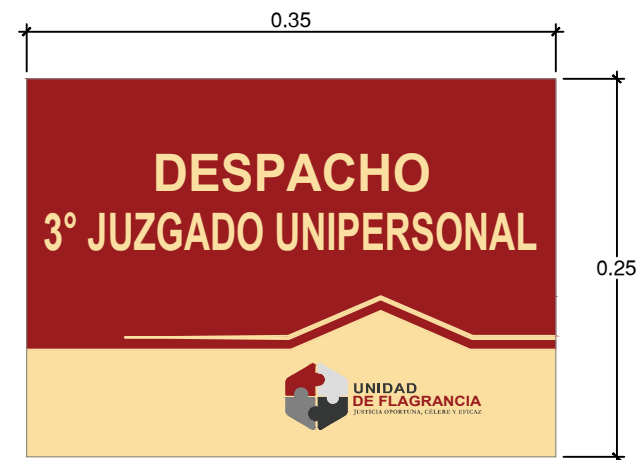 0.35
DESPACHO
3° JUZGADO UNIPERSONAL
0.25
UNIDAD
DE FLAGRANCIA
JUSTICIA OPORTUNA, CÉLERE Y EFICAZ